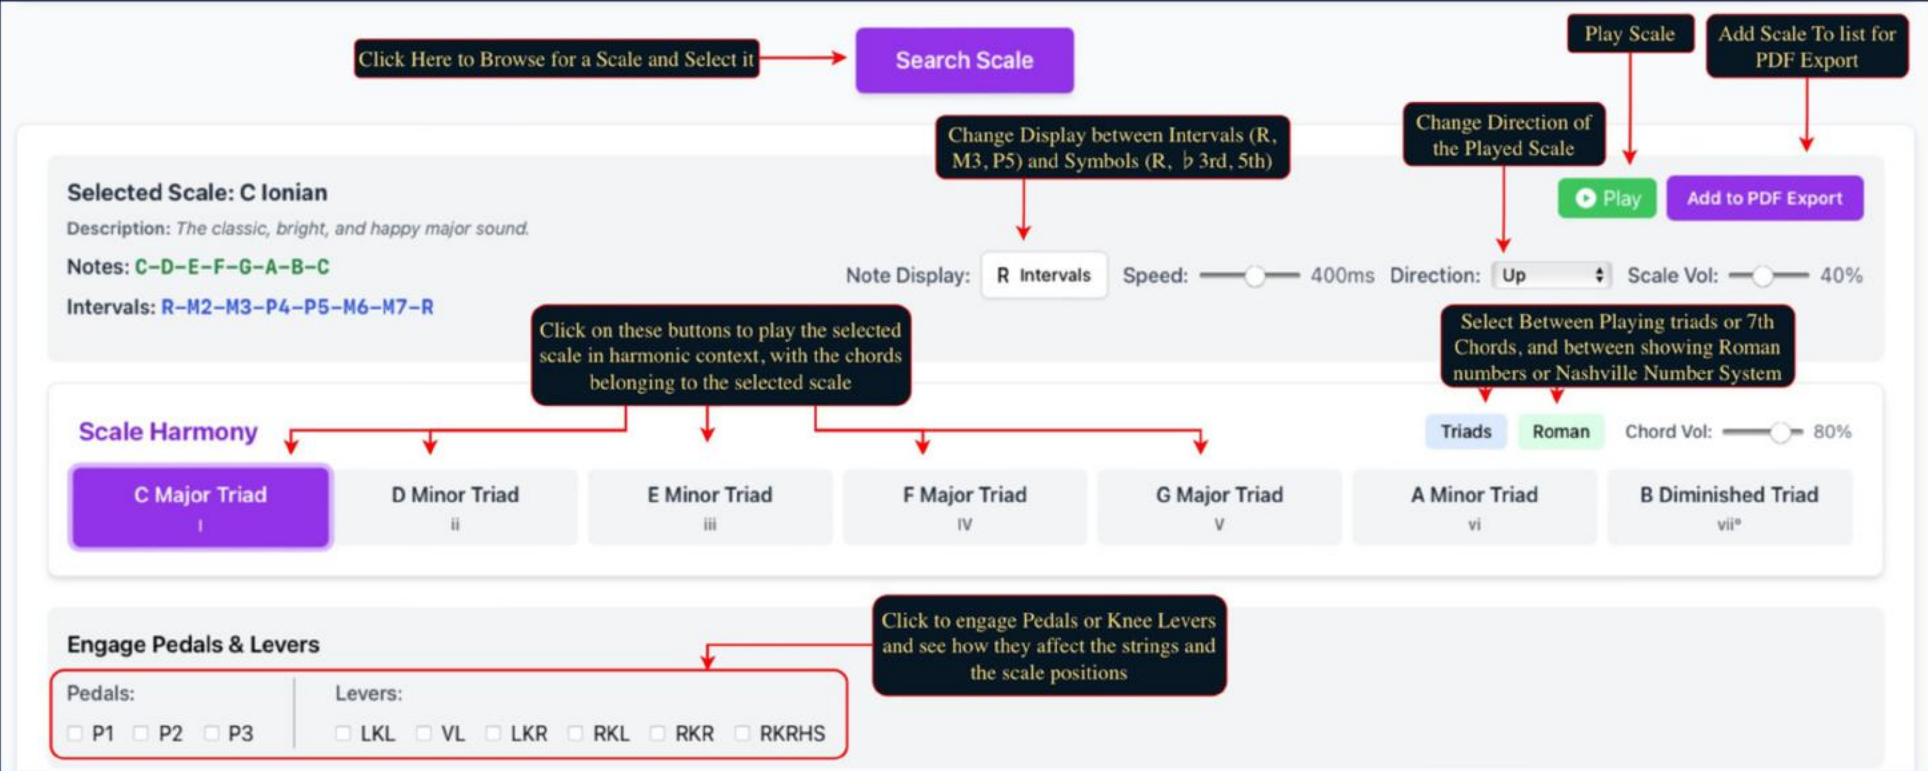 Click Here to Browse for a Scale and Select it
Search Scale
Play Scale
Add Scale To list for
PDF Export
Change Display between Intervals (R,
M3, P5) and Symbols (R, ♭3rd, 5th)
Change Direction of
the Played Scale
Selected Scale: C Ionian
Play
Add to PDF Export
Description: The classic, bright, and happy major sound.
Notes: C–D–E–F–G–A–B–C
Note Display:
R Intervals
Speed:
400ms
Direction:
Up
Scale Vol:
40%
Intervals: R–M2–M3–P4–P5–M6–M7–R
Click on these buttons to play the selected
scale in harmonic context, with the chords
belonging to the selected scale
Select Between Playing triads or 7th
Chords, and between showing Roman
numbers or Nashville Number System
Scale Harmony
Triads
Roman
Chord Vol:
80%
C Major Triad
I
D Minor Triad
ii
E Minor Triad
iii
F Major Triad
IV
G Major Triad
V
A Minor Triad
vi
B Diminished Triad
vii°
Engage Pedals & Levers
Click to engage Pedals or Knee Levers
and see how they affect the strings and
the scale positions
Pedals:
P1
P2
P3
Levers:
LKL
VL
LKR
RKL
RKR
RKRHS